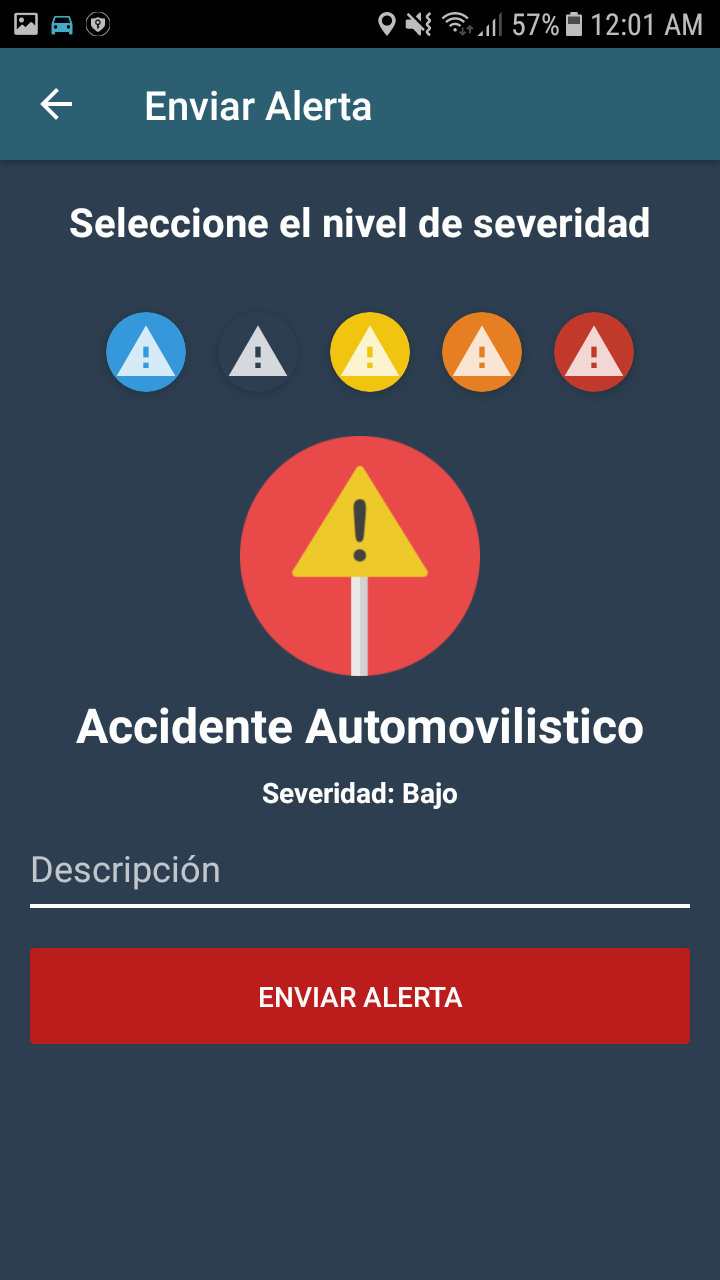 57% 12:01 AM
Enviar Alerta
Seleccione el nivel de severidad
Accidente Automovilistico
Severidad: Bajo
Descripción
ENVIAR ALERTA